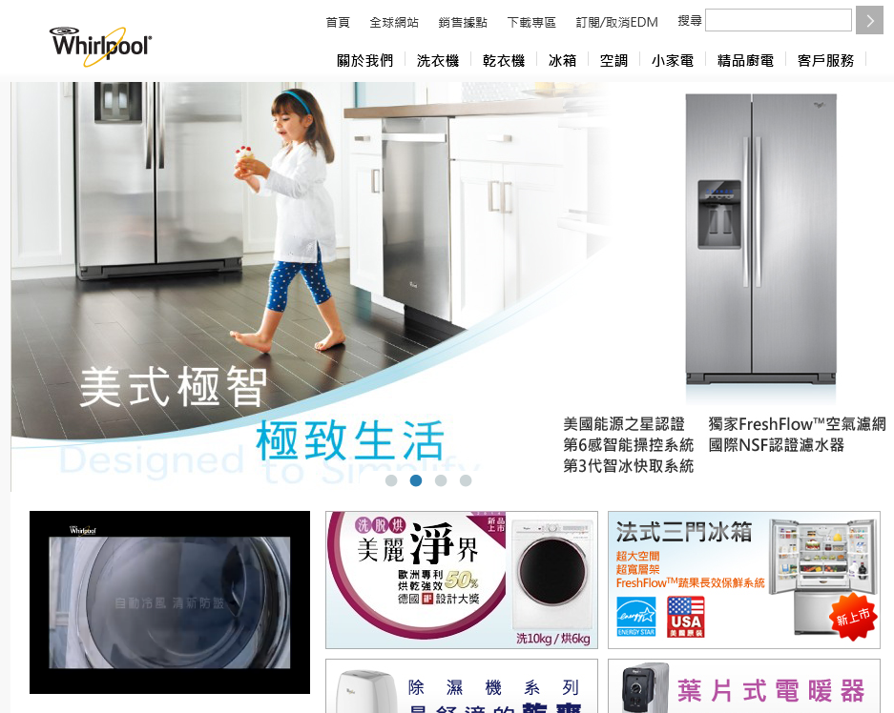 首頁 全球網站 銷售據點 下載專區 訂閱/取消EDM 搜尋
Whirlpool
關於我們 洗衣機 乾衣機 冰箱 空調 小家電 精品廚電 客戶服務
美式極智
極致生活
Designed to Simplify
美國能源之星認證
第6感智能操控系統
第3代智冰快取系統
獨家FreshFlow™空氣濾網
國際NSF認證濾水器
Whirlpool
自動冷風 清新防皺
洗脫烘
新品上市
美麗淨界
歐洲專利
烘乾強效50%
德國 設計大獎
洗10kg / 烘6kg
法式三門冰箱
超大空間
超寬層架
FreshFlow™蔬果長效保鮮系統
ENERGY STAR
USA
美國原裝
新上市
除濕機系列
葉片式電暖器